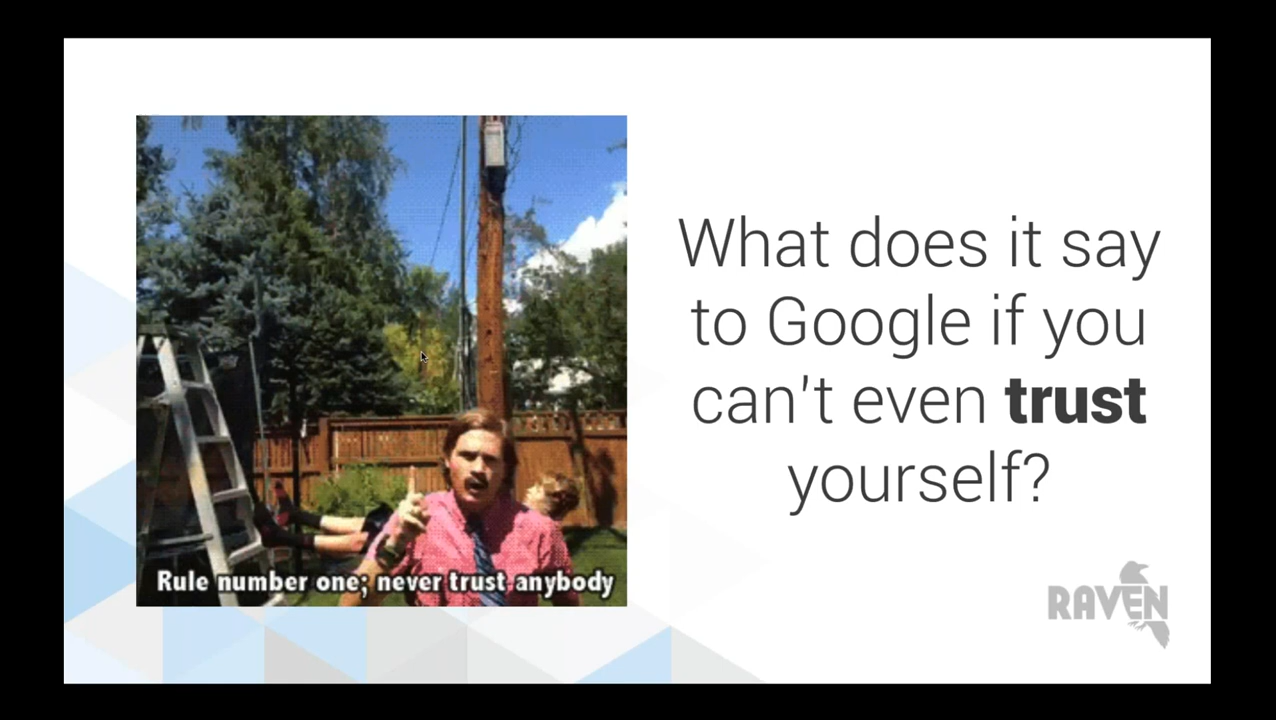 What does it say
to Google if you
can't even trust
yourself?
Rule number one; never trust anybody
RAVEN